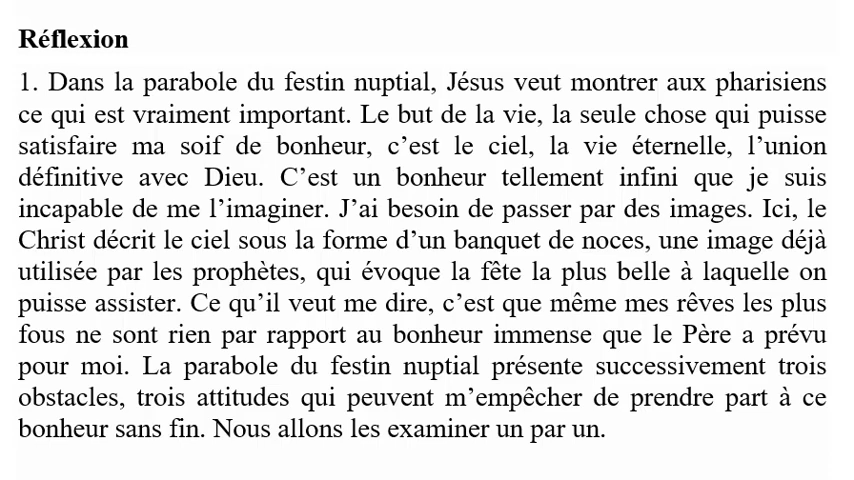 Réflexion
1. Dans la parabole du festin nuptial, Jésus veut montrer aux pharisiens
ce qui est vraiment important. Le but de la vie, la seule chose qui puisse
satisfaire ma soif de bonheur, c’est le ciel, la vie éternelle, l’union
définitive avec Dieu. C’est un bonheur tellement infini que je suis
incapable de me l’imaginer. J’ai besoin de passer par des images. Ici, le
Christ décrit le ciel sous la forme d’un banquet de noces, une image déjà
utilisée par les prophètes, qui évoque la fête la plus belle à laquelle on
puisse assister. Ce qu’il veut me dire, c’est que même mes rêves les plus
fous ne sont rien par rapport au bonheur immense que le Père a prévu
pour moi. La parabole du festin nuptial présente successivement trois
obstacles, trois attitudes qui peuvent m’empêcher de prendre part à ce
bonheur sans fin. Nous allons les examiner un par un.